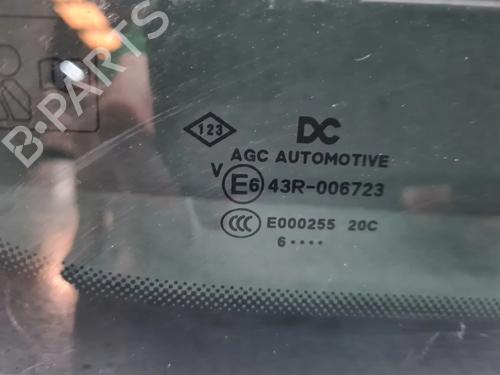 B-PARTS
123 DC
AGC AUTOMOTIVE
V E6 43R-006723
CCC E000255 20C
6 ••••